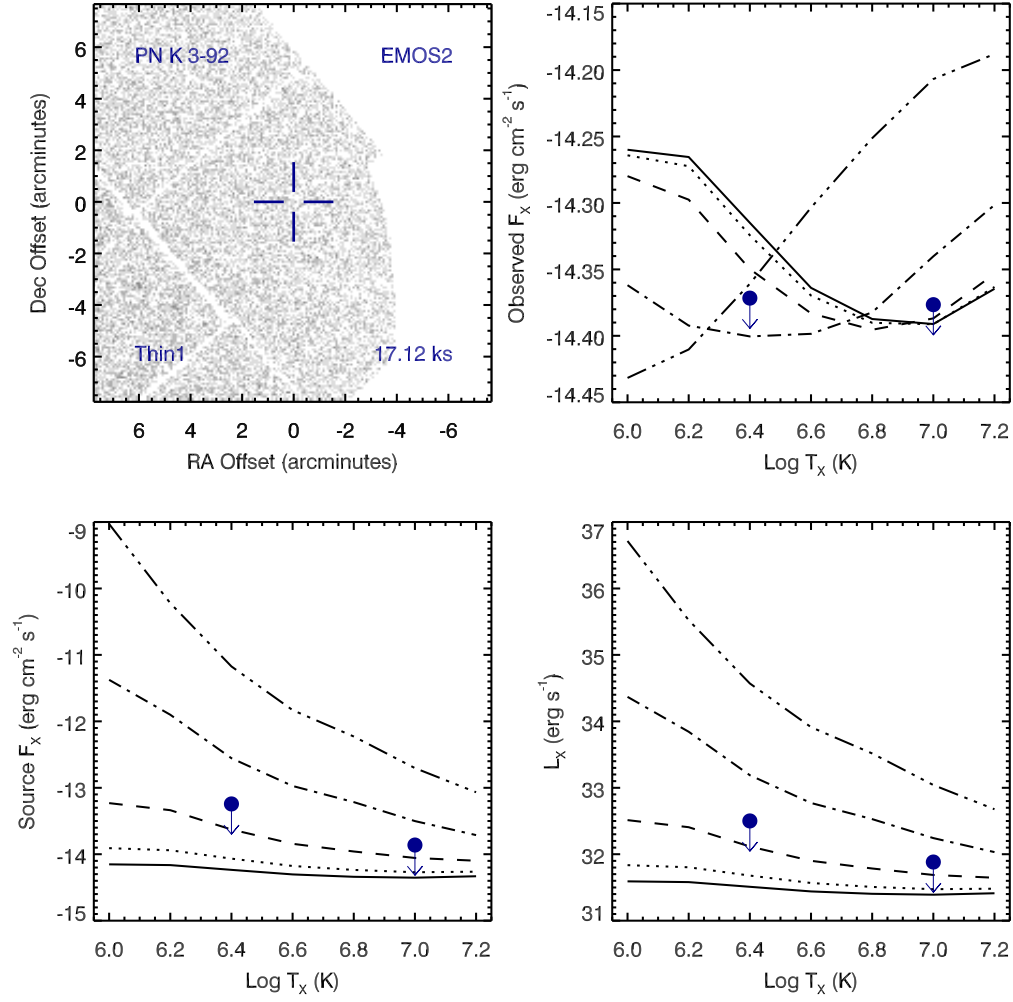 PN K 3-92 EMOS2
Thin1 17.12 ks
6
4
2
0
-2
-4
-6
Dec Offset (arcminutes)
6 4 2 0 -2 -4 -6
RA Offset (arcminutes)
-14.15
-14.20
-14.25
-14.30
-14.35
-14.40
-14.45
Observed F_X (erg cm^-2 s^-1)
6.0 6.2 6.4 6.6 6.8 7.0 7.2
Log T_X (K)
-9
-10
-11
-12
-13
-14
-15
Source F_X (erg cm^-2 s^-1)
6.0 6.2 6.4 6.6 6.8 7.0 7.2
Log T_X (K)
37
36
35
34
33
32
31
L_X (erg s^-1)
6.0 6.2 6.4 6.6 6.8 7.0 7.2
Log T_X (K)